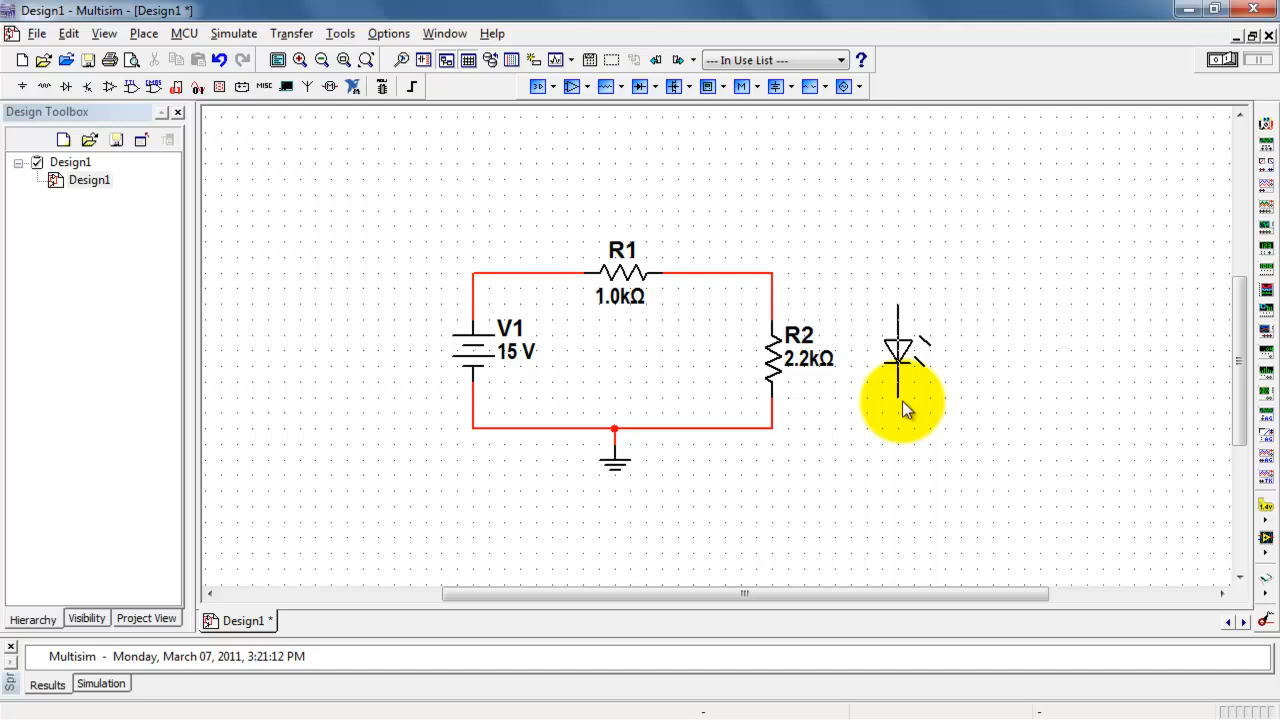 Design1 - Multisim - [Design1 *]
File Edit View Place MCU Simulate Transfer Tools Options Window Help
--- In Use List ---
MISC
Design Toolbox
Design1
Design1
R1
1.0kΩ
V1
15 V
R2
2.2kΩ
Hierarchy Visibility Project View
Design1 *
Multisim - Monday, March 07, 2011, 3:21:12 PM
Spr
Results Simulation